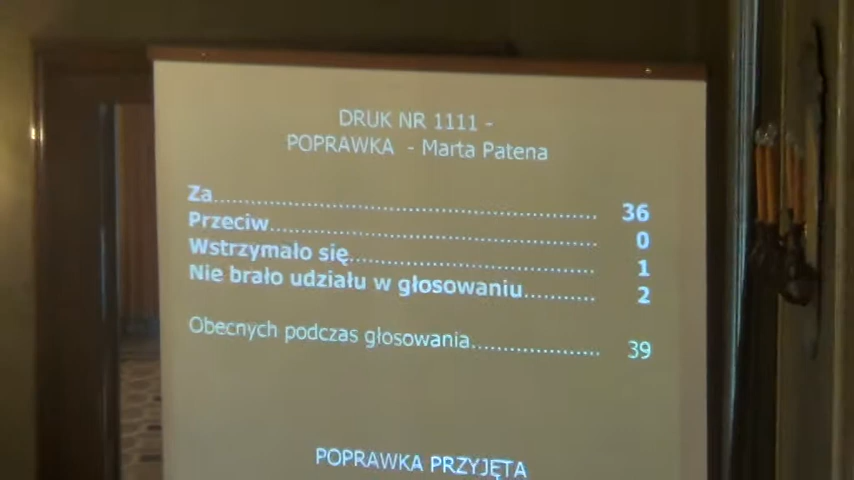 DRUK NR 1111 -
POPRAWKA - Marta Patena
Za....................................................... 36
Przeciw............................................... 0
Wstrzymało się................................... 1
Nie brało udziału w głosowaniu.......... 2
Obecnych podczas głosowania.................. 39
POPRAWKA PRZYJĘTA